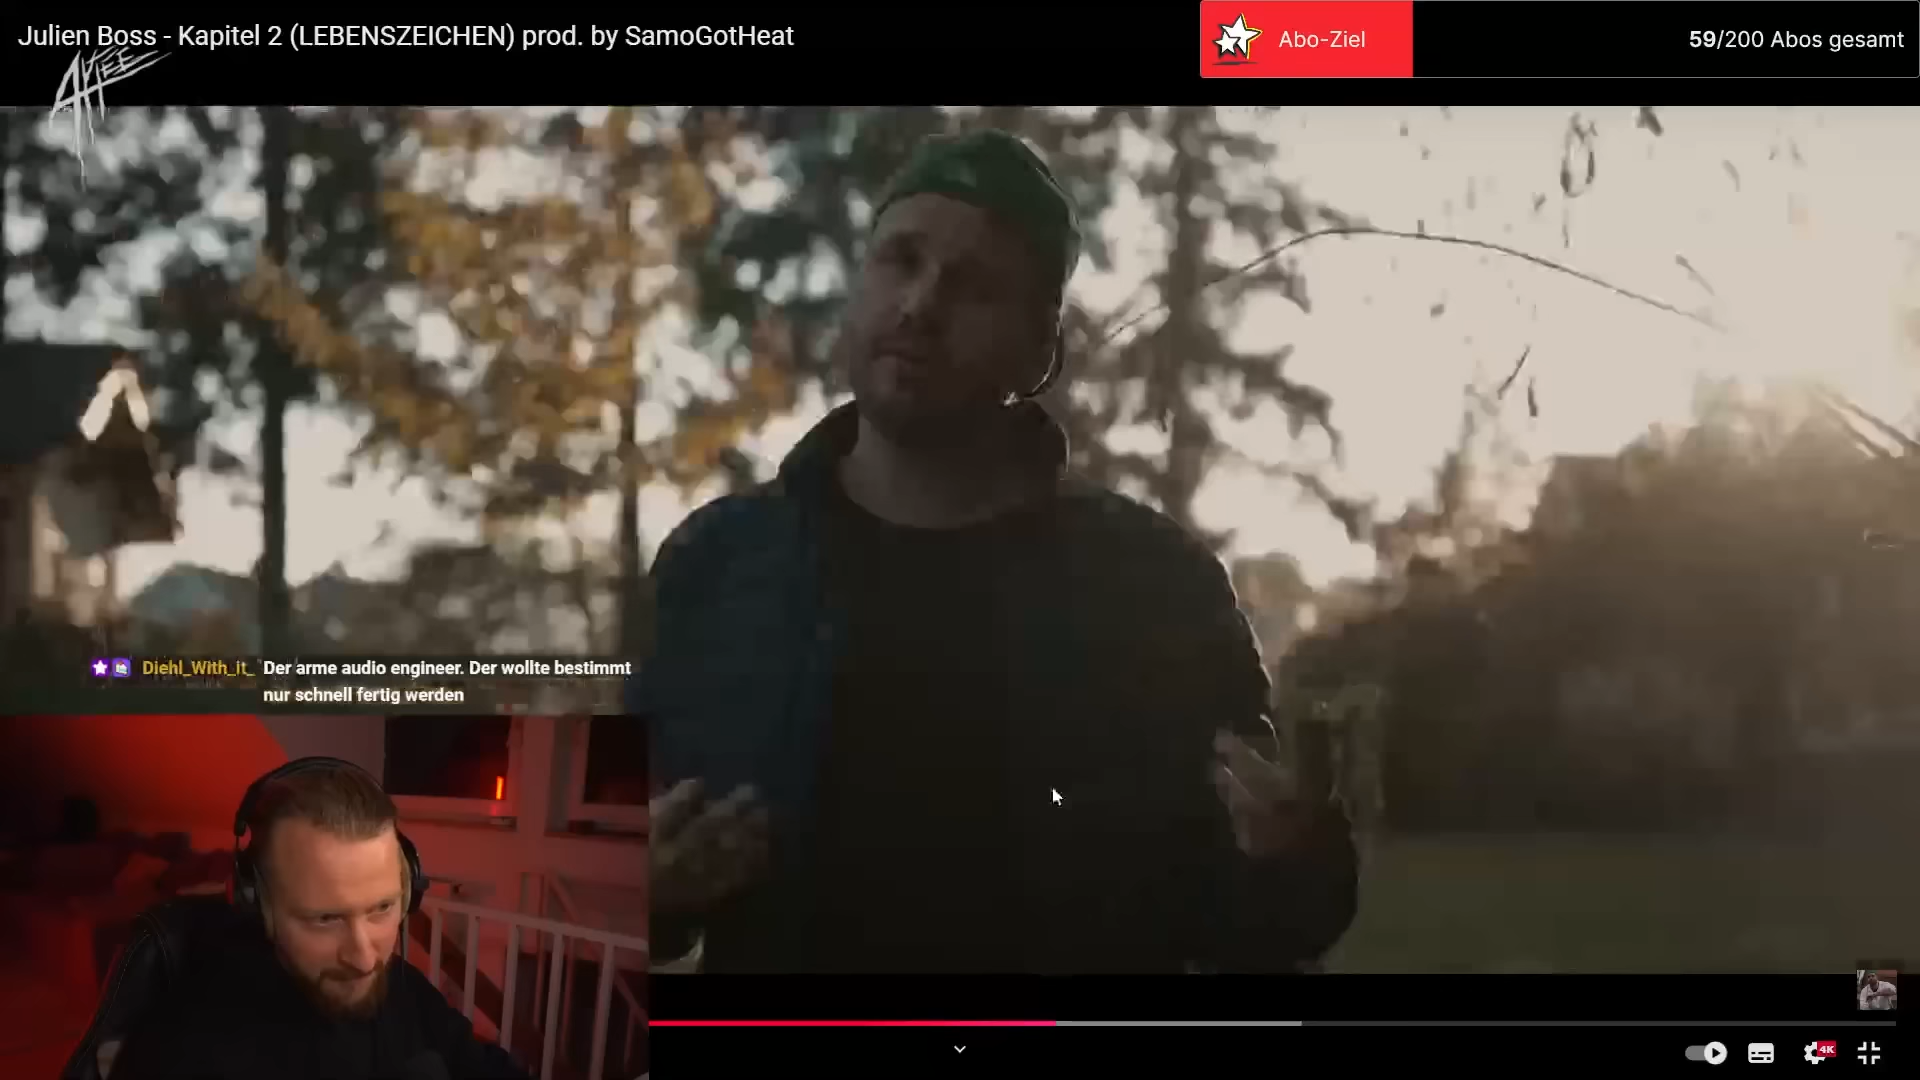 Julien Boss - Kapitel 2 (LEBENSZEICHEN) prod. by SamoGotHeat
Abo-Ziel
59/200 Abos gesamt
Diehl_With_it_ Der arme audio engineer. Der wollte bestimmt
nur schnell fertig werden
4K